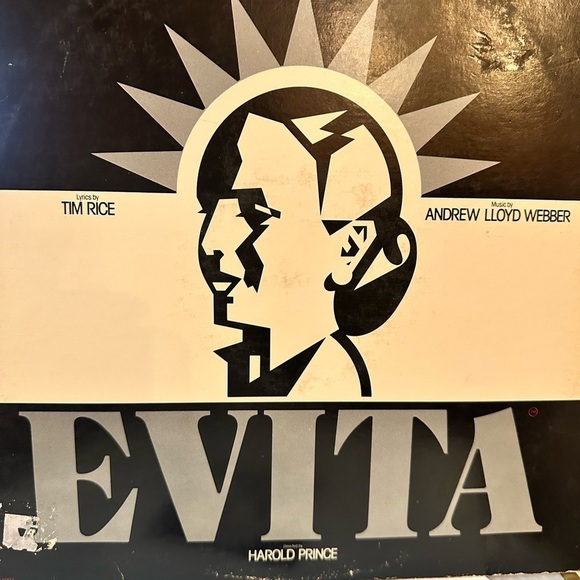 Lyrics by
TIM RICE
Music by
ANDREW LLOYD WEBBER
EVITA
Directed by
HAROLD PRINCE